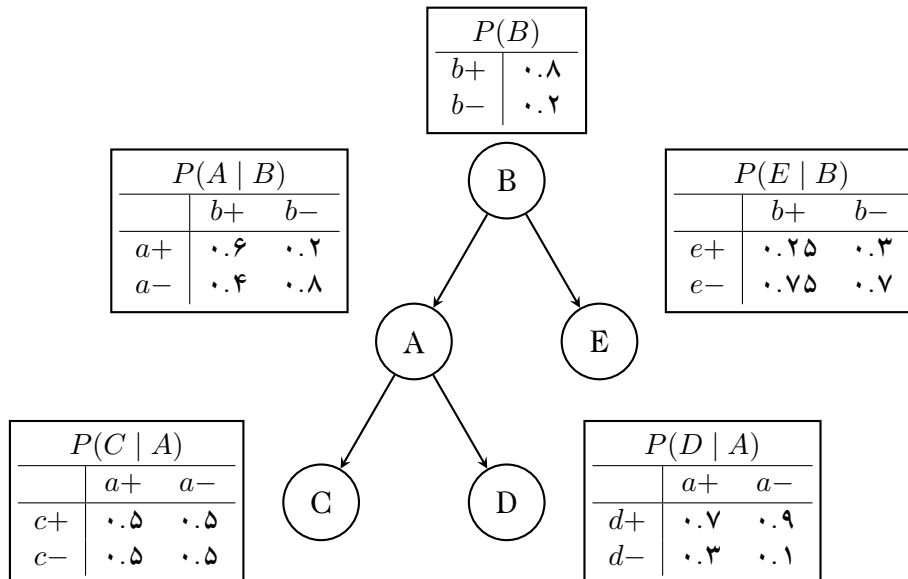 P(B)
b+ ۰.۸
b− ۰.۲
B
P(A | B)
b+ b−
a+ ۰.۶ ۰.۲
a− ۰.۴ ۰.۸
P(E | B)
b+ b−
e+ ۰.۲۵ ۰.۳
e− ۰.۷۵ ۰.۷
A
E
P(C | A)
a+ a−
c+ ۰.۵ ۰.۵
c− ۰.۵ ۰.۵
C
D
P(D | A)
a+ a−
d+ ۰.۷ ۰.۹
d− ۰.۳ ۰.۱